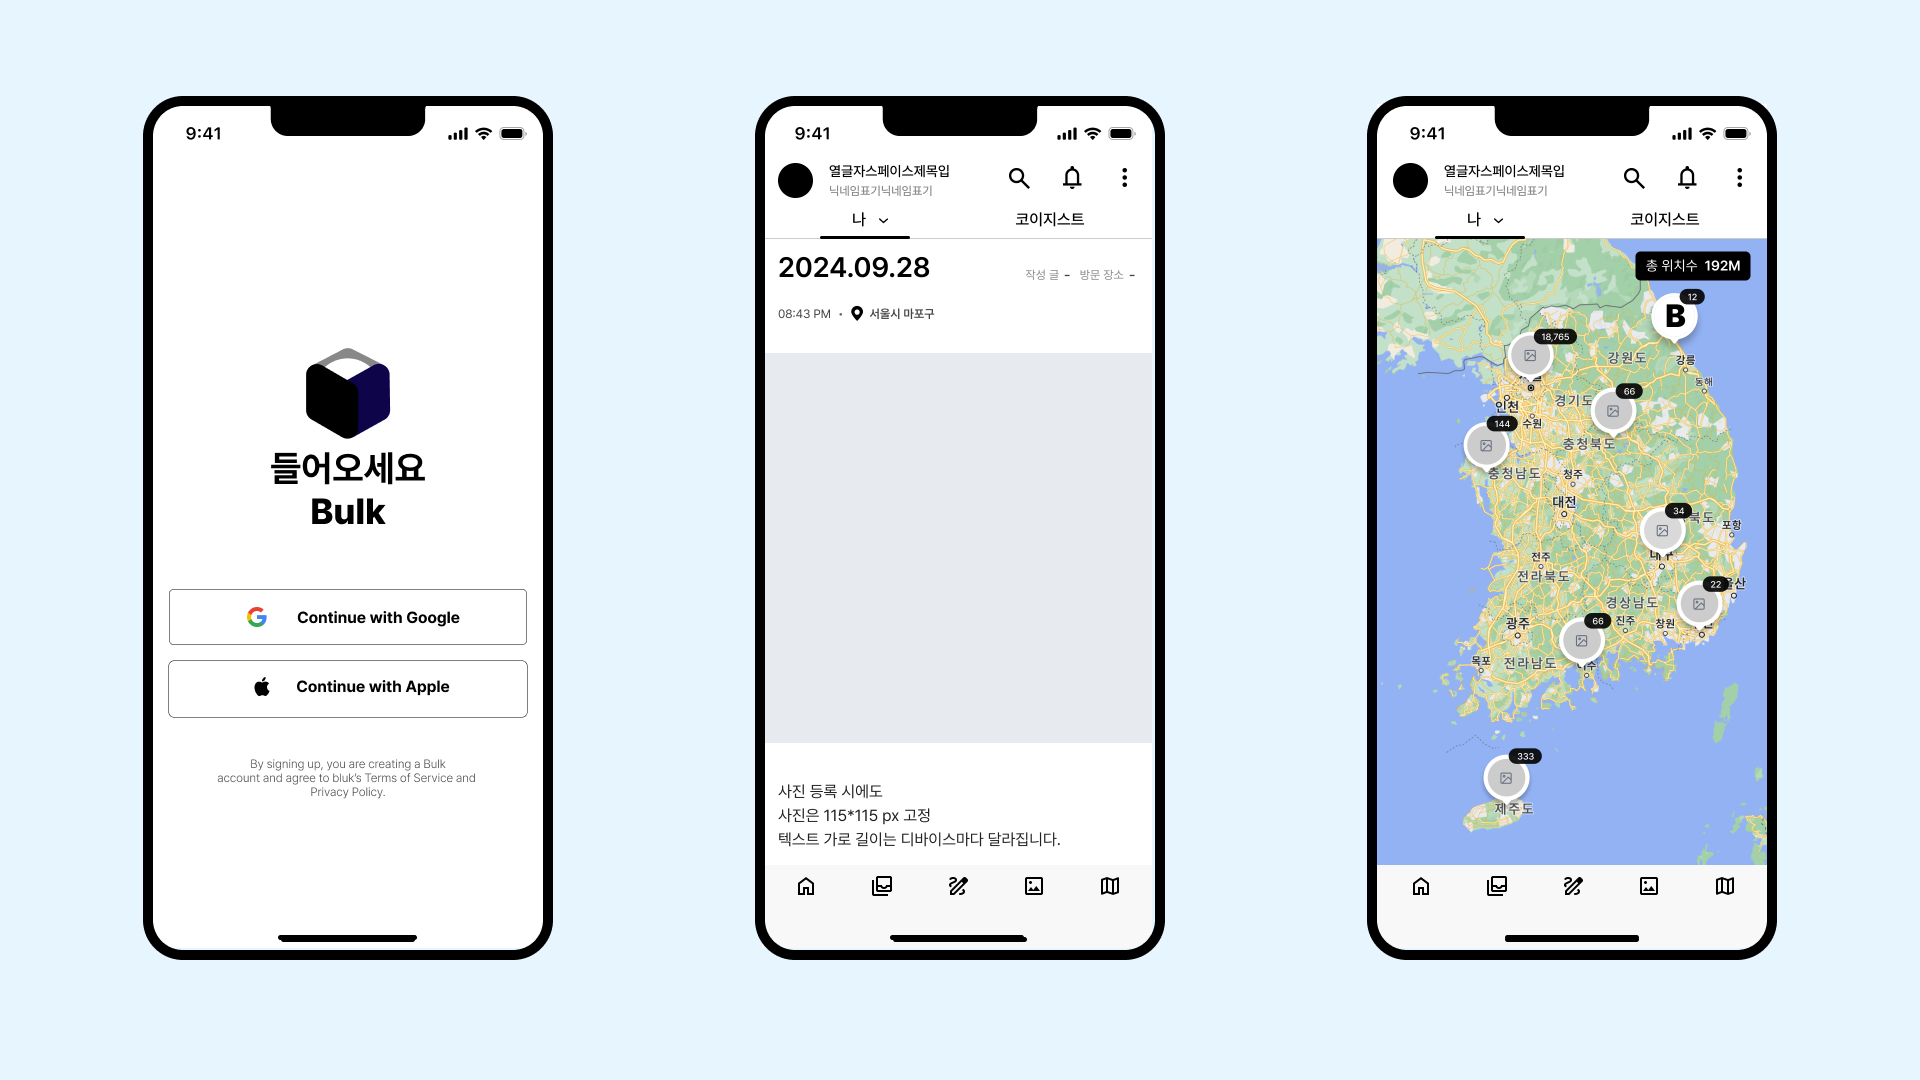 9:41
들어오세요
Bulk
Continue with Google
Continue with Apple
By signing up, you are creating a Bulk
account and agree to bluk's Terms of Service and
Privacy Policy.
9:41
열글자스페이스제목입
닉네임표기닉네임표기
나
코이지스트
2024.09.28
작성 글 - 방문 장소 -
08:43 PM • 서울시 마포구
사진 등록 시에도
사진은 115*115 px 고정
텍스트 가로 길이는 디바이스마다 달라집니다.
9:41
열글자스페이스제목입
닉네임표기닉네임표기
나
코이지스트
총 위치수 192M
12
B
18,765
강원도
강릉
동해
66
경기도
인천
수원
144
충청북도
충청남도
청주
대전
34
북도
포항
전주
전라북도
22
경상남도
66
진주
창원
광주
목포
전라남도
333
제주도